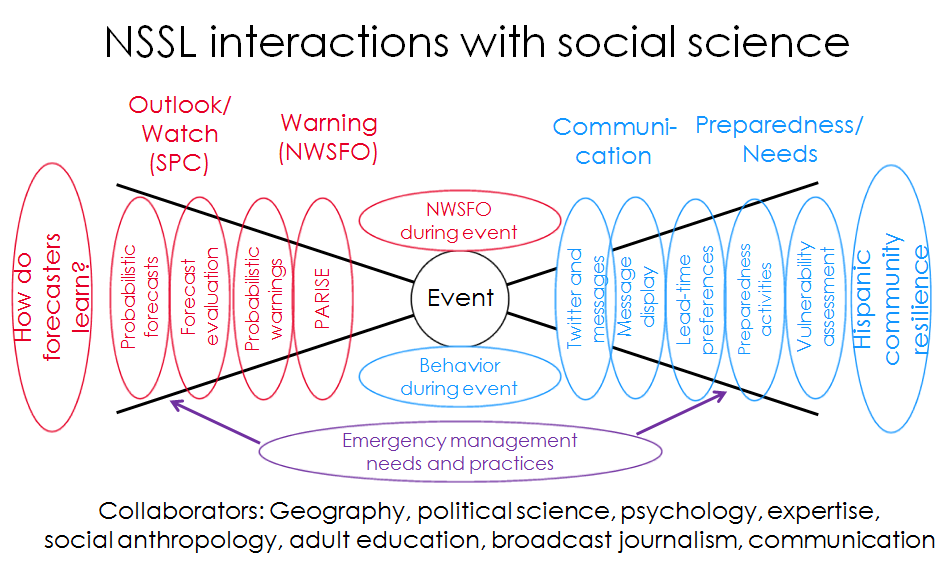 NSSL interactions with social science
Outlook/
Watch
(SPC)
Warning
(NWSFO)
Communi-
cation
Preparedness/
Needs
How do
forecasters
learn?
Probabilistic
forecasts
Forecast
evaluation
Probabilistic
warnings
PARISE
NWSFO
during event
Event
Behavior
during event
Twitter and
messages
Message
display
Lead-time
preferences
Preparedness
activities
Vulnerability
assessment
Hispanic
community
resilience
Emergency management
needs and practices
Collaborators: Geography, political science, psychology, expertise,
social anthropology, adult education, broadcast journalism, communication